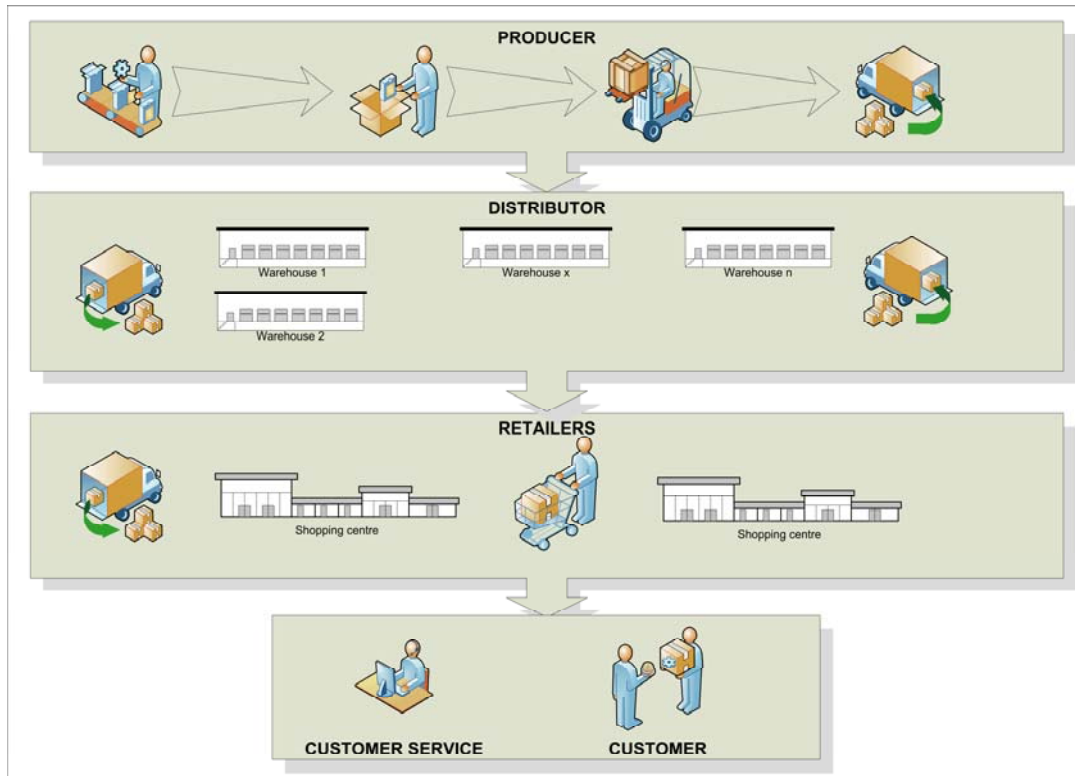 PRODUCER
DISTRIBUTOR
Warehouse 1
Warehouse x
Warehouse n
Warehouse 2
RETAILERS
Shopping centre
Shopping centre
CUSTOMER SERVICE
CUSTOMER